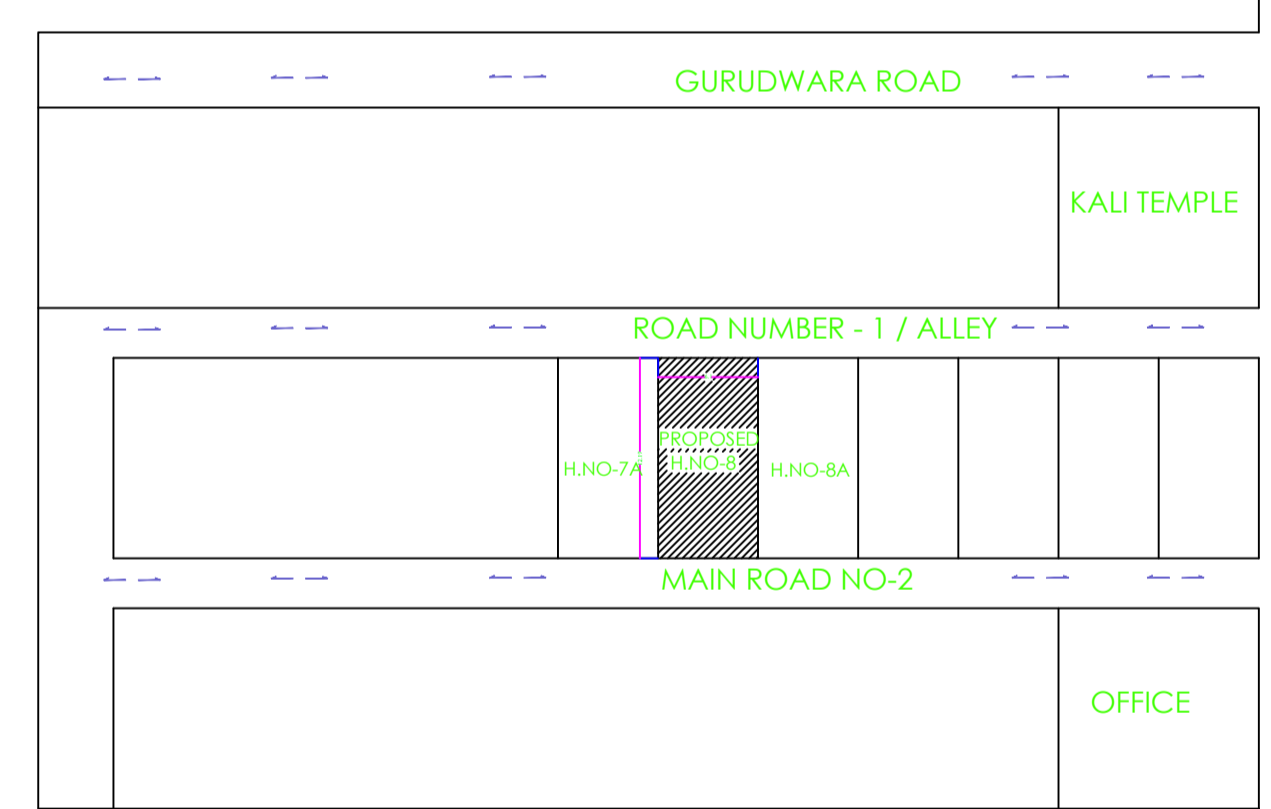 GURUDWARA ROAD
KALI TEMPLE
ROAD NUMBER - 1 / ALLEY
PROPOSED
H.NO-8
H.NO-7A
H.NO-8A
MAIN ROAD NO-2
OFFICE